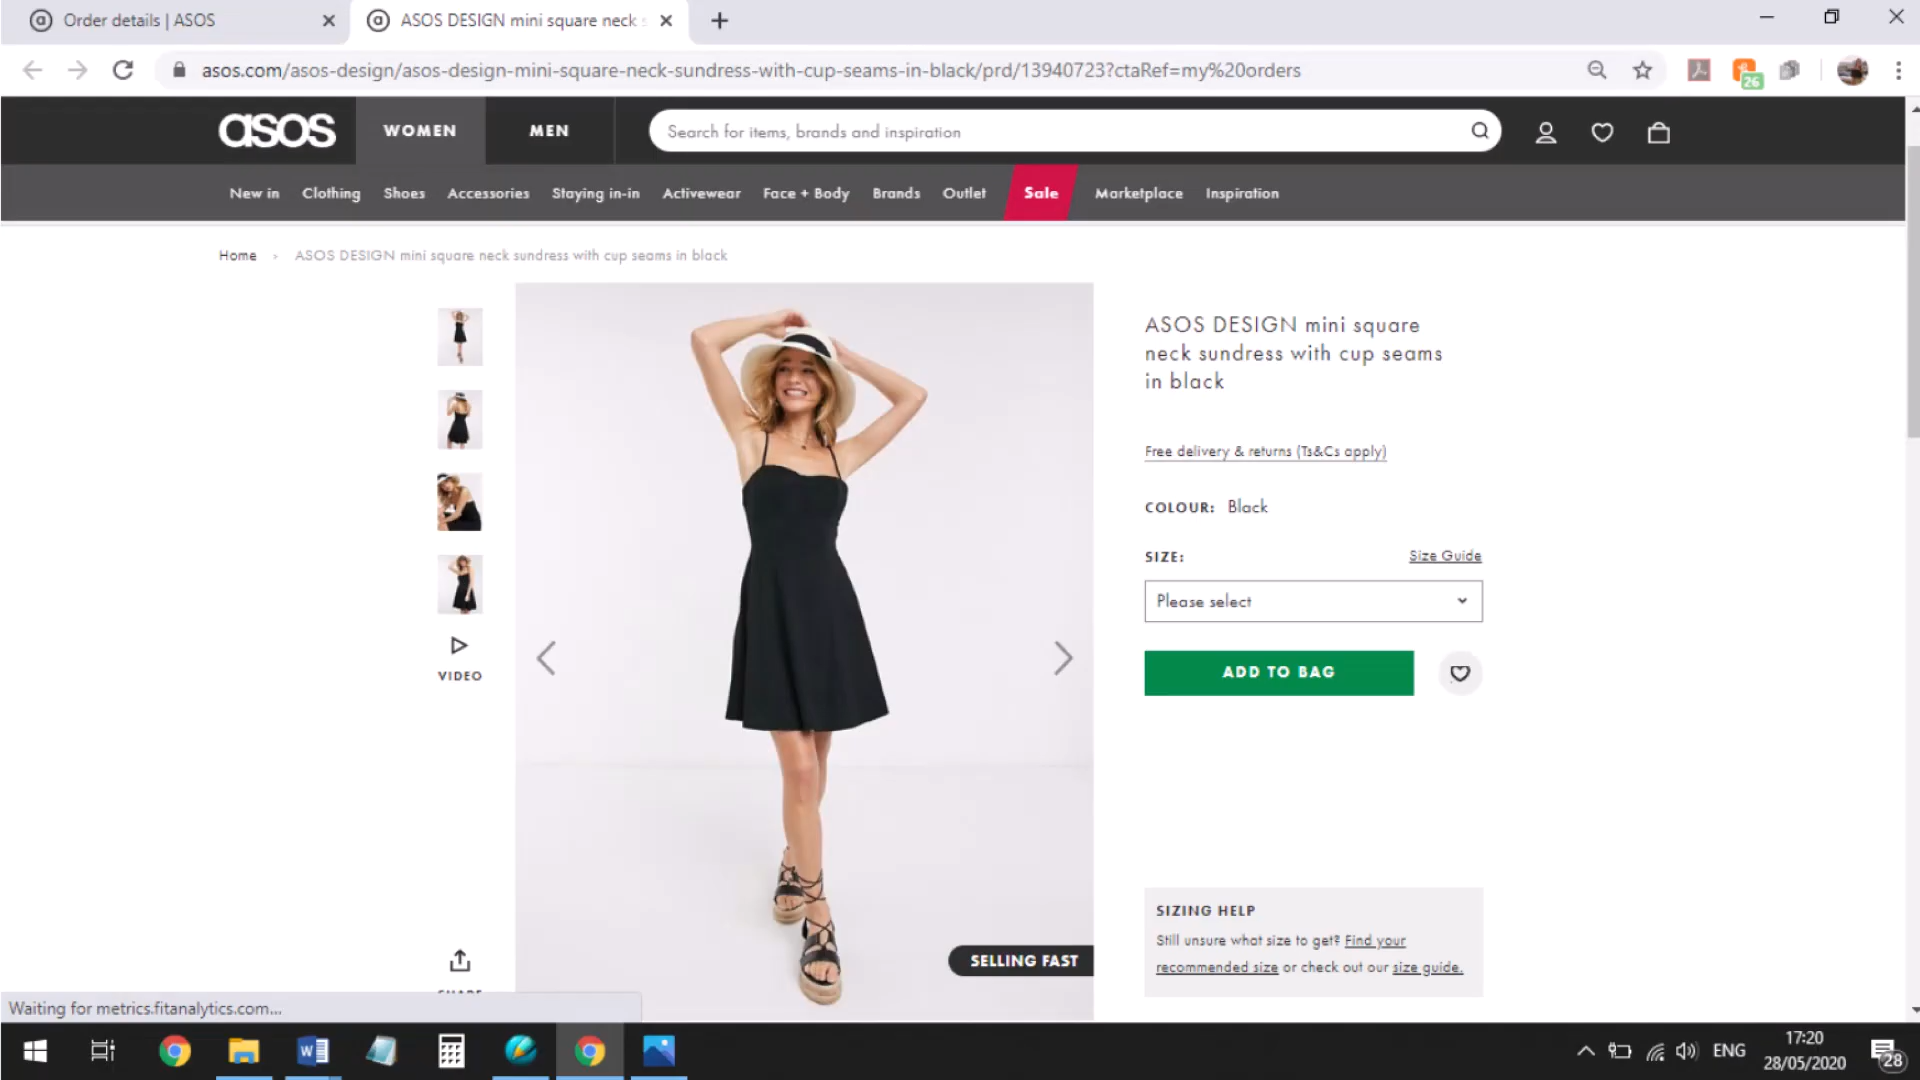 Order details | ASOS
ASOS DESIGN mini square neck
asos.com/asos-design/asos-design-mini-square-neck-sundress-with-cup-seams-in-black/prd/13940723?ctaRef=my%20orders
26
asos
WOMEN
MEN
Search for items, brands and inspiration
New in Clothing Shoes Accessories Staying in-in Activewear Face + Body Brands Outlet Sale Marketplace Inspiration
Home › ASOS DESIGN mini square neck sundress with cup seams in black
ASOS DESIGN mini square
neck sundress with cup seams
in black
Free delivery & returns (Ts&Cs apply)
COLOUR: Black
SIZE: Size Guide
Please select
ADD TO BAG
VIDEO
SELLING FAST
SIZING HELP
Still unsure what size to get? Find your
recommended size or check out our size guide.
Waiting for metrics.fitanalytics.com...
ENG
17:20
28/05/2020
28